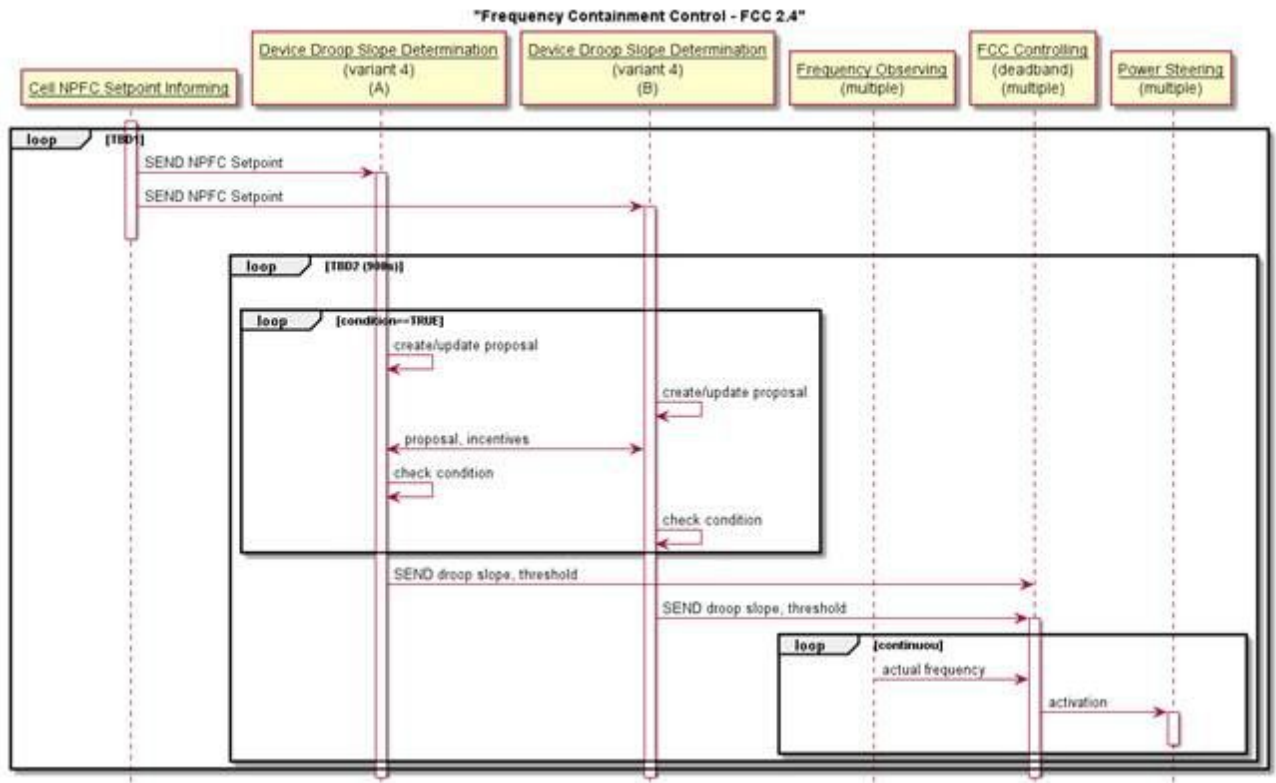 "Frequency Containment Control - FCC 2.4"
Cell NPFC Setpoint Informing
Device Droop Slope Determination
(variant 4)
(A)
Device Droop Slope Determination
(variant 4)
(B)
Frequency Observing
(multiple)
FCC Controlling
(deadband)
(multiple)
Power Steering
(multiple)
loop [TBD1]
SEND NPFC Setpoint
SEND NPFC Setpoint
loop [TBD2 (900s)]
loop [condition==TRUE]
create/update proposal
create/update proposal
proposal, incentives
check condition
check condition
SEND droop slope, threshold
SEND droop slope, threshold
loop [continuou]
actual frequency
activation